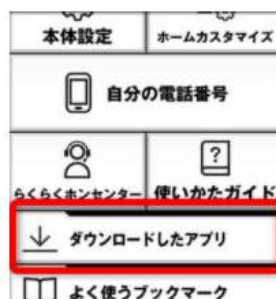 本体設定
ホームカスタマイズ
自分の電話番号
?
らくらくホンセンター
使いかたガイド
ダウンロードしたアプリ
よく使うブックマーク